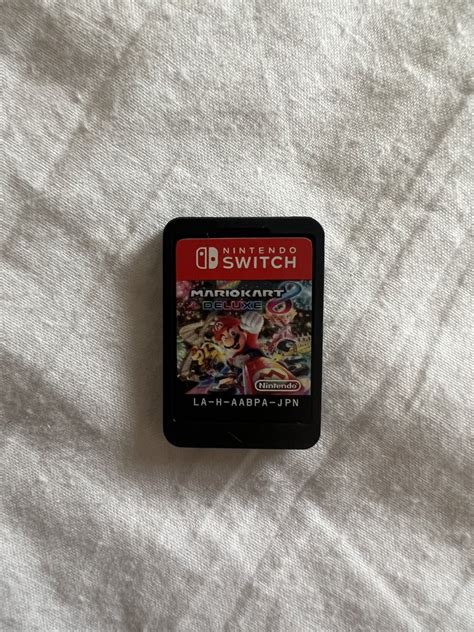 NINTENDO
SWITCH
MARIOKART 8
DELUXE
Nintendo
LA-H-AABPA-JPN